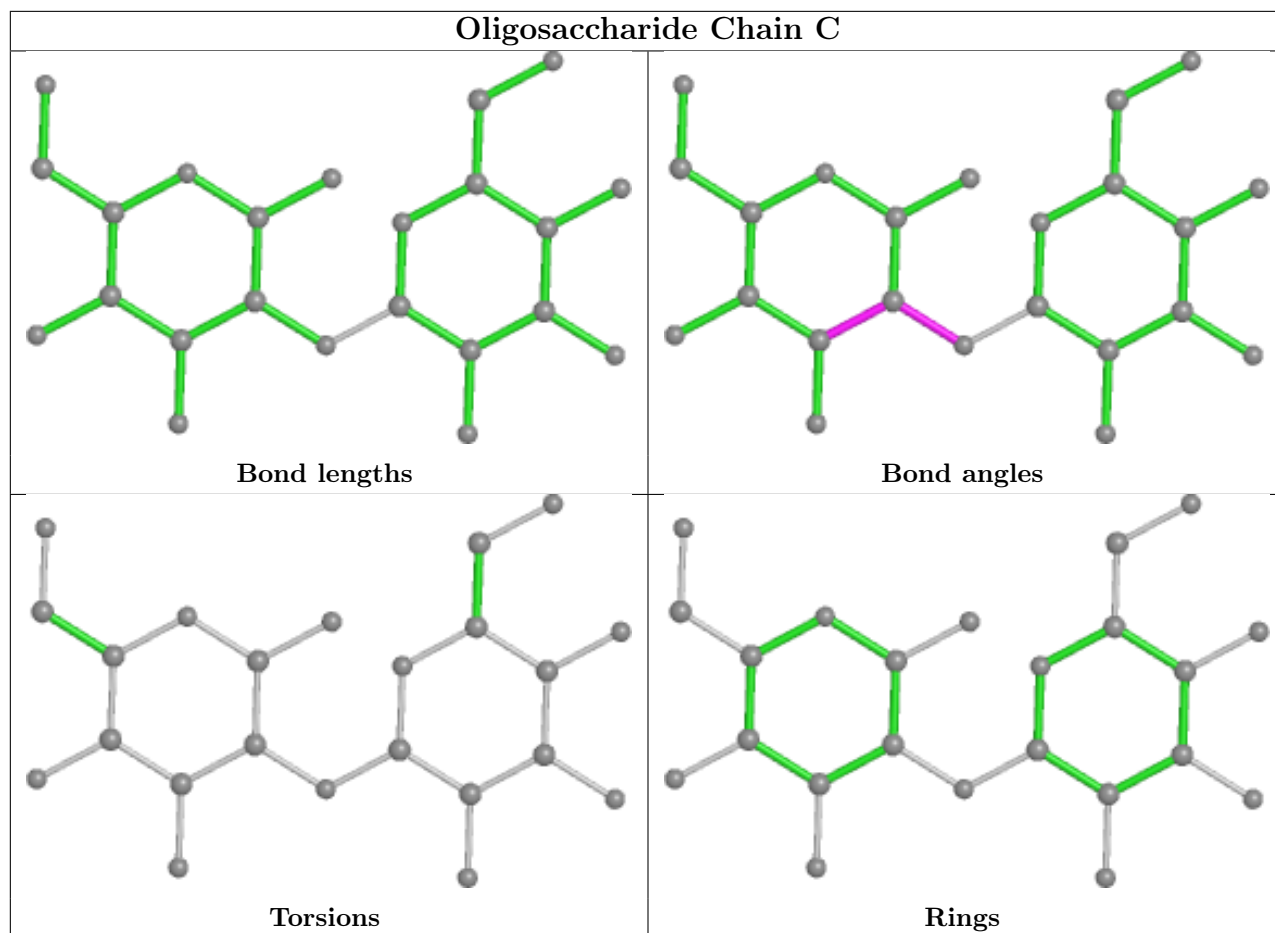 Oligosaccharide Chain C
Bond lengths
Bond angles
Torsions
Rings